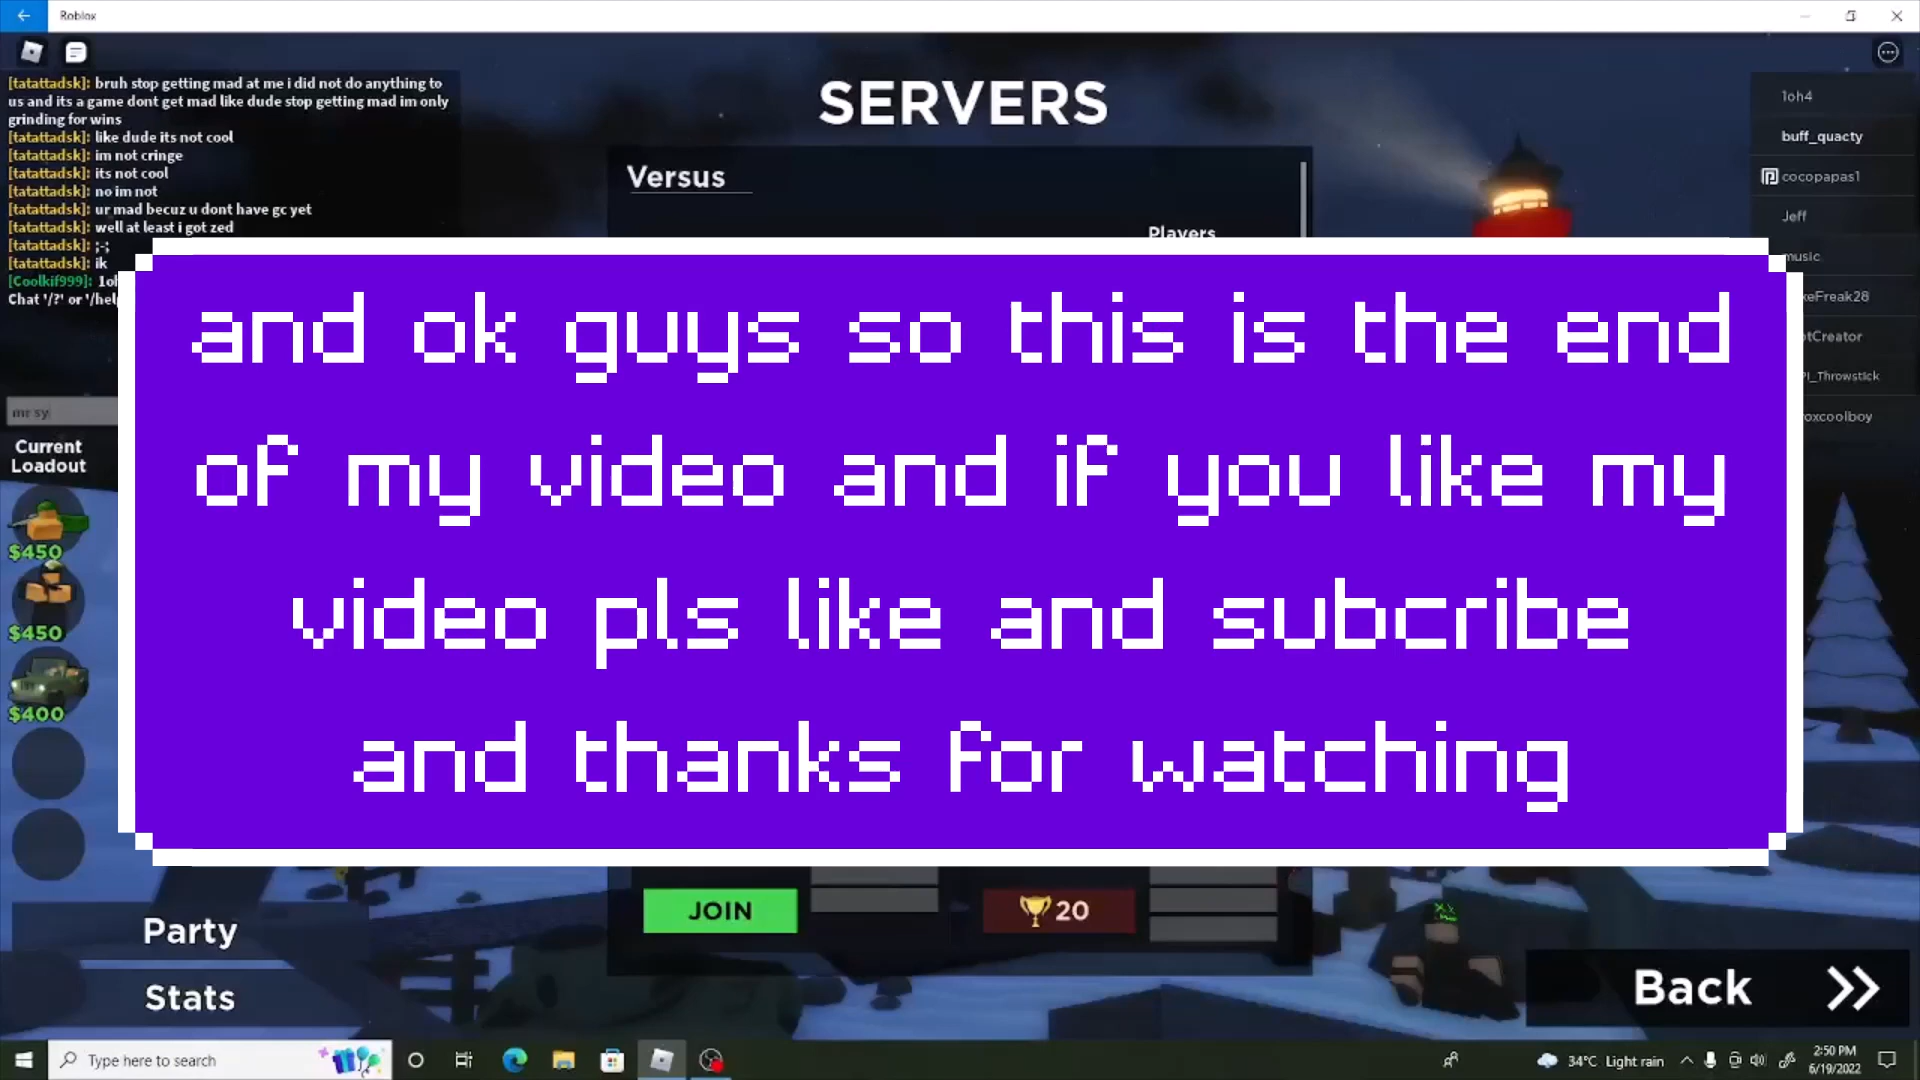 Roblox
[tatattadsk]: bruh stop getting mad at me i did not do anything to
us and its a game dont get mad like dude stop getting mad im only
grinding for wins
[tatattadsk]: like dude its not cool
[tatattadsk]: im not cringe
[tatattadsk]: its not cool
[tatattadsk]: no im not
[tatattadsk]: ur mad becuz u dont have gc yet
[tatattadsk]: well at least i got zed
[tatattadsk]: ;-;
[tatattadsk]: ik
[Coolkif999]:
Chat '/?' or
mr sy
SERVERS
Versus
Players
1oh4
buff_quacty
cocopapas1
Jeff
music
and ok guys so this is the end
of my video and if you like my
video pls like and subcribe
and thanks for watching
Current
Loadout
$450
$450
$400
JOIN
20
Party
Stats
Back
Type here to search
34°C Light rain
2:50 PM
6/19/2022